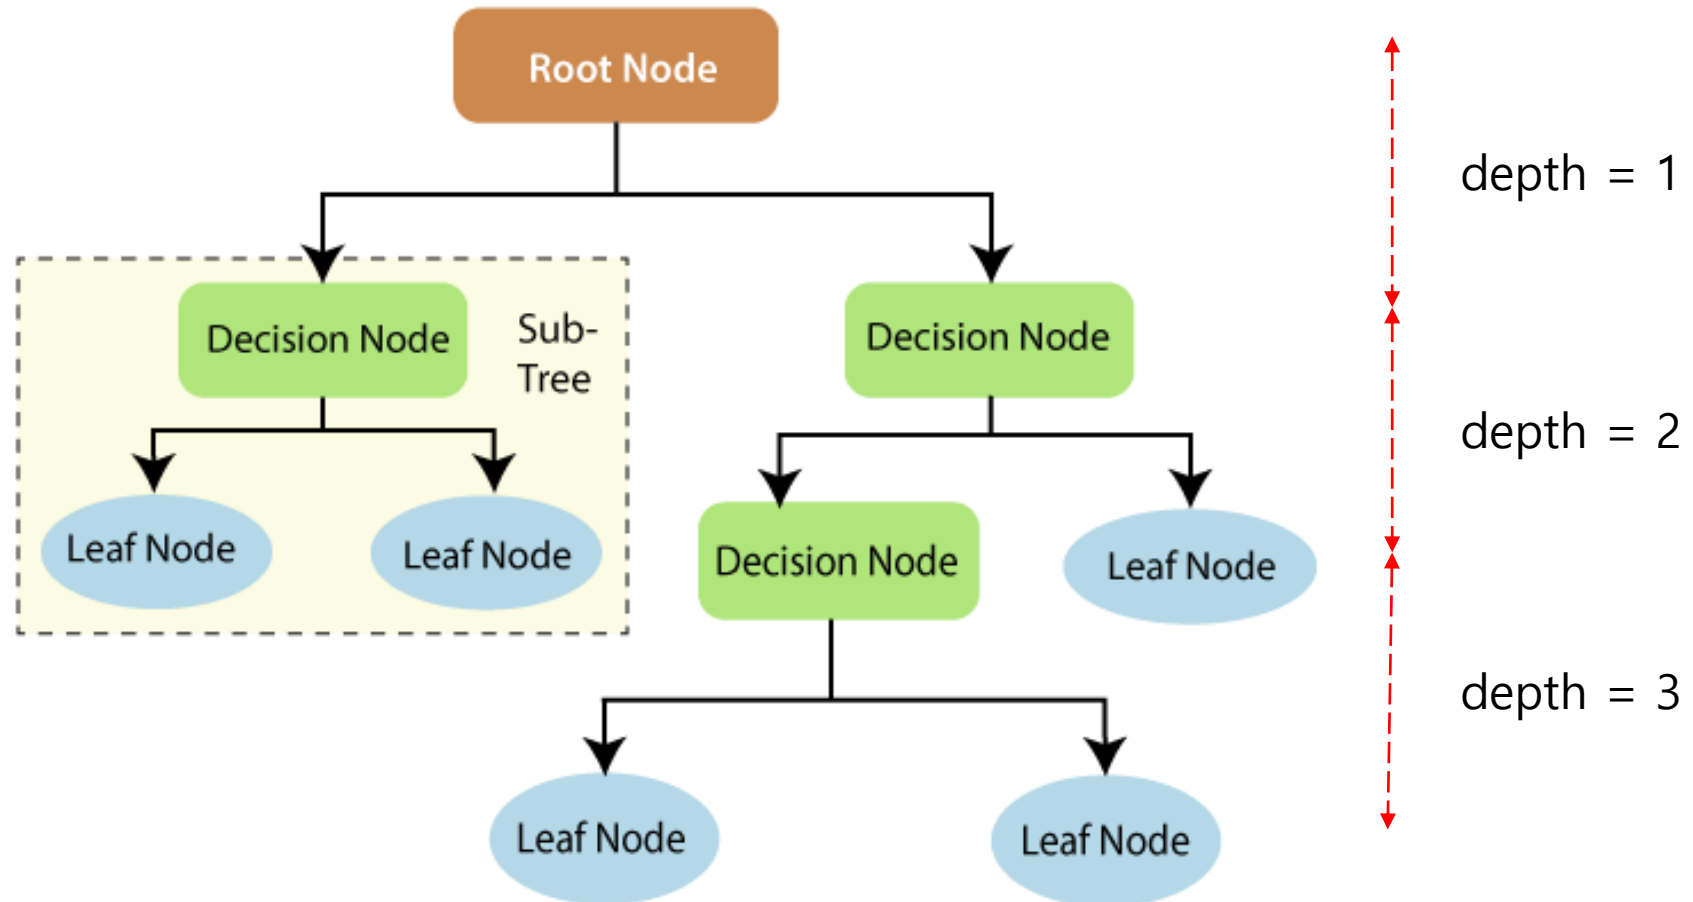 Root Node
depth = 1
Decision Node
Sub-
Tree
Decision Node
depth = 2
Leaf Node
Leaf Node
Decision Node
Leaf Node
depth = 3
Leaf Node
Leaf Node